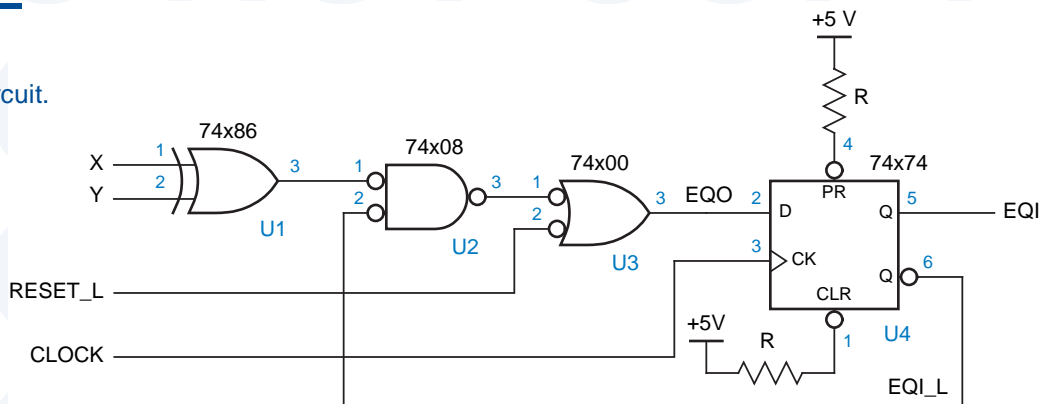 +5 V
rcuit.
R
74x86
74x08
74x00
4
74x74
X
1
3
1
3
1
3
EQO
2
D
PR
Q
5
EQI
Y
2
2
2
U1
U2
U3
3
CK
Q
6
RESET_L
CLR
+5V
R
1
U4
CLOCK
EQI_L